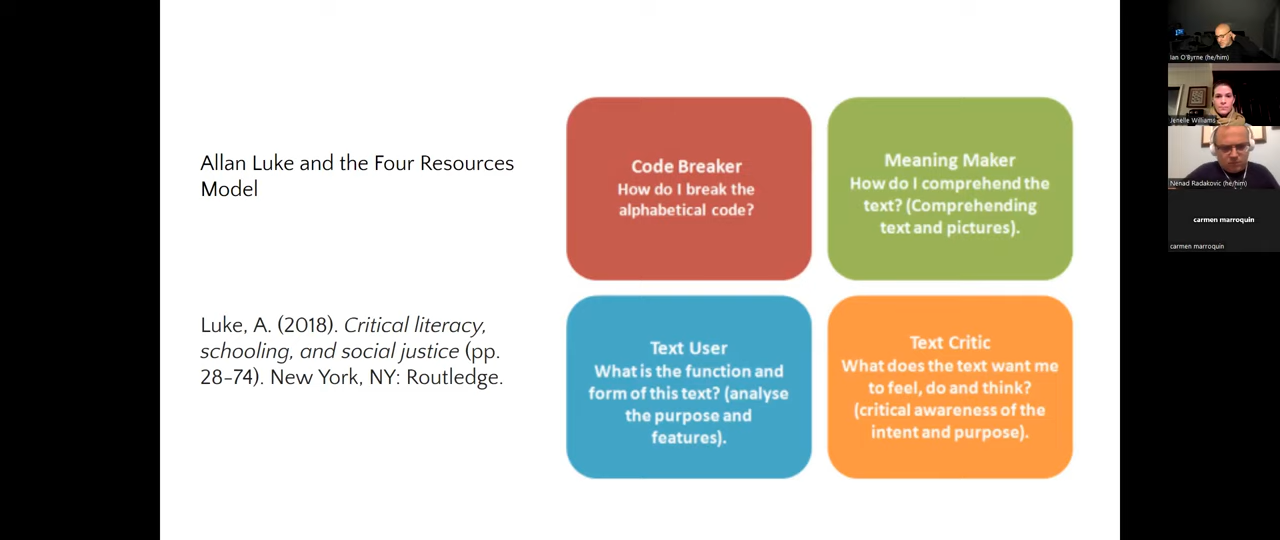 Allan Luke and the Four Resources
Model
Luke, A. (2018). Critical literacy,
schooling, and social justice (pp.
28-74). New York, NY: Routledge.
Code Breaker
How do I break the
alphabetical code?
Meaning Maker
How do I comprehend the
text? (Comprehending
text and pictures).
Text User
What is the function and
form of this text? (analyse
the purpose and
features).
Text Critic
What does the text want me
to feel, do and think?
(critical awareness of the
intent and purpose).
Ian O'Byrne (he/him)
Jenelle Williams
Nenad Radakovic (he/him)
carmen marroquin
carmen marroquin